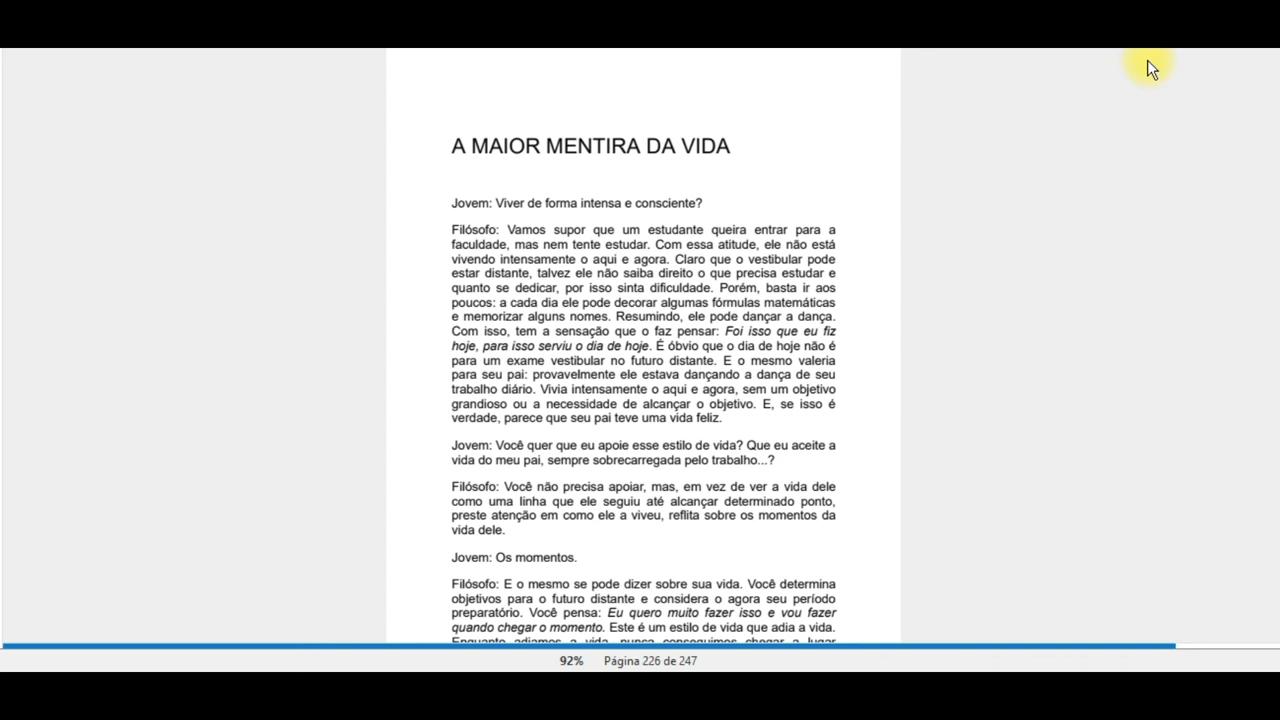 A MAIOR MENTIRA DA VIDA
Jovem: Viver de forma intensa e consciente?
Filósofo: Vamos supor que um estudante queira entrar para a
faculdade, mas nem tente estudar. Com essa atitude, ele não está
vivendo intensamente o aqui e agora. Claro que o vestibular pode
estar distante, talvez ele não saiba direito o que precisa estudar e
quanto se dedicar, por isso sinta dificuldade. Porém, basta ir aos
poucos: a cada dia ele pode decorar algumas fórmulas matemáticas
e memorizar alguns nomes. Resumindo, ele pode dançar a dança.
Com isso, tem a sensação que o faz pensar: Foi isso que eu fiz
hoje, para isso serviu o dia de hoje. É óbvio que o dia de hoje não é
para um exame vestibular no futuro distante. E o mesmo valeria
para seu pai: provavelmente ele estava dançando a dança de seu
trabalho diário. Vivia intensamente o aqui e agora, sem um objetivo
grandioso ou a necessidade de alcançar o objetivo. E, se isso é
verdade, parece que seu pai teve uma vida feliz.
Jovem: Você quer que eu apoie esse estilo de vida? Que eu aceite a
vida do meu pai, sempre sobrecarregada pelo trabalho...?
Filósofo: Você não precisa apoiar, mas, em vez de ver a vida dele
como uma linha que ele seguiu até alcançar determinado ponto,
preste atenção em como ele a viveu, reflita sobre os momentos da
vida dele.
Jovem: Os momentos.
Filósofo: E o mesmo se pode dizer sobre sua vida. Você determina
objetivos para o futuro distante e considera o agora seu período
preparatório. Você pensa: Eu quero muito fazer isso e vou fazer
quando chegar o momento. Este é um estilo de vida que adia a vida.
Enquanto adiamos a vida, nunca conseguimos chegar a lugar
92% Página 226 de 247